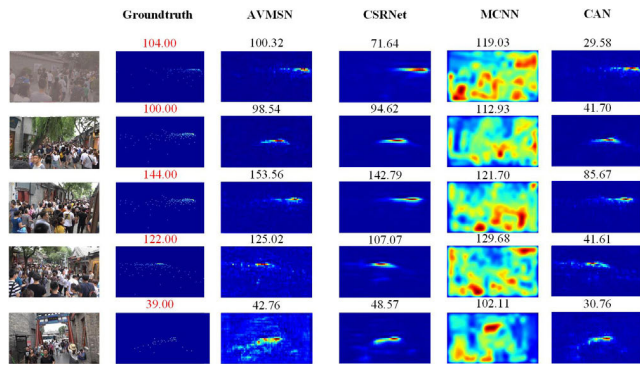 Groundtruth AVMSN CSRNet MCNN CAN
104.00 100.32 71.64 119.03 29.58
100.00 98.54 94.62 112.93 41.70
144.00 153.56 142.79 121.70 85.67
122.00 125.02 107.07 129.68 41.61
39.00 42.76 48.57 102.11 30.76